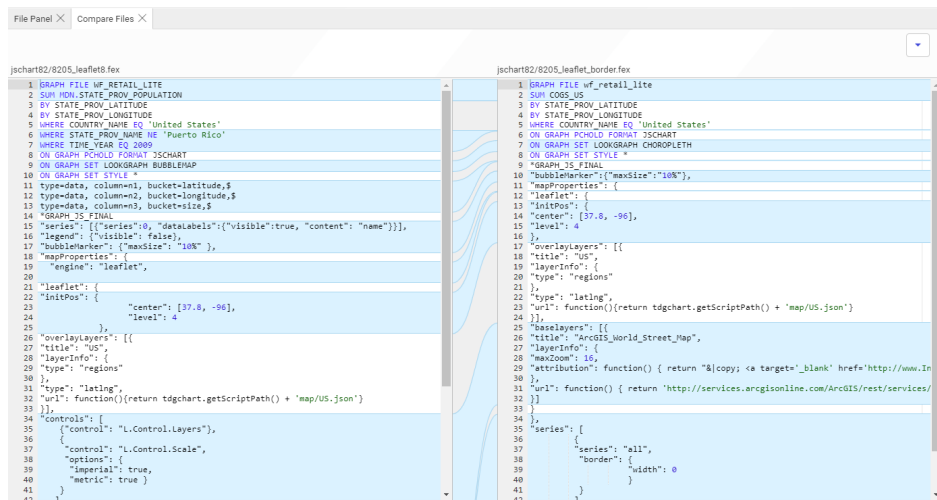 File Panel
Compare Files
jschart82/8205_leaflet8.fex
1 GRAPH FILE WF_RETAIL_LITE
2 SUM MDN.STATE_PROV_POPULATION
3 BY STATE_PROV_LATITUDE
4 BY STATE_PROV_LONGITUDE
5 WHERE COUNTRY_NAME EQ 'United States'
6 WHERE STATE_PROV_NAME NE 'Puerto Rico'
7 WHERE TIME_YEAR EQ 2009
8 ON GRAPH PCHOLD FORMAT JSCHART
9 ON GRAPH SET LOOKGRAPH BUBBLEMAP
10 ON GRAPH SET STYLE *
11 type=data, column=n1, bucket=latitude,$
12 type=data, column=n2, bucket=longitude,$
13 type=data, column=n3, bucket=size,$
14 *GRAPH_JS_FINAL
15 "series": [{"series":0, "dataLabels":{"visible":true, "content": "name"}}],
16 "legend": {"visible": false},
17 "bubbleMarker": {"maxSize": "10%" },
18 "mapProperties": {
19 "engine": "leaflet",
20
21 "leaflet": {
22 "initPos": {
23 "center": [37.8, -96],
24 "level": 4
25 },
26 "overlayLayers": [{
27 "title": "US",
28 "layerInfo": {
29 "type": "regions"
30 },
31 "type": "latlng",
32 "url": function(){return tdgchart.getScriptPath() + 'map/US.json'}
33 }],
34 "controls": [
35 {"control": "L.Control.Layers"},
36 {
37 "control": "L.Control.Scale",
38 "options": {
39 "imperial": true,
40 "metric": true }
41 }
jschart82/8205_leaflet_border.fex
1 GRAPH FILE wf_retail_lite
2 SUM COGS_US
3 BY STATE_PROV_LATITUDE
4 BY STATE_PROV_LONGITUDE
5 WHERE COUNTRY_NAME EQ 'United States'
6 ON GRAPH PCHOLD FORMAT JSCHART
7 ON GRAPH SET LOOKGRAPH CHOROPLETH
8 ON GRAPH SET STYLE *
9 *GRAPH_JS_FINAL
10 "bubbleMarker":{"maxSize":"10%"},
11 "mapProperties": {
12 "leaflet": {
13 "initPos": {
14 "center": [37.8, -96],
15 "level": 4
16 },
17 "overlayLayers": [{
18 "title": "US",
19 "layerInfo": {
20 "type": "regions"
21 },
22 "type": "latlng",
23 "url": function(){return tdgchart.getScriptPath() + 'map/US.json'}
24 }],
25 "baselayers": [{
26 "title": "ArcGIS_World_Street_Map",
27 "layerInfo": {
28 "maxZoom": 16,
29 "attribution": function() { return "&|copy; <a target='_blank' href='http://www.In
30 },
31 "url": function() { return 'http://services.arcgisonline.com/ArcGIS/rest/services/
32 }]
33 }
34 },
35 "series": [
36 {
37 "series": "all",
38 "border": {
39 "width": 0
40 }
41 }